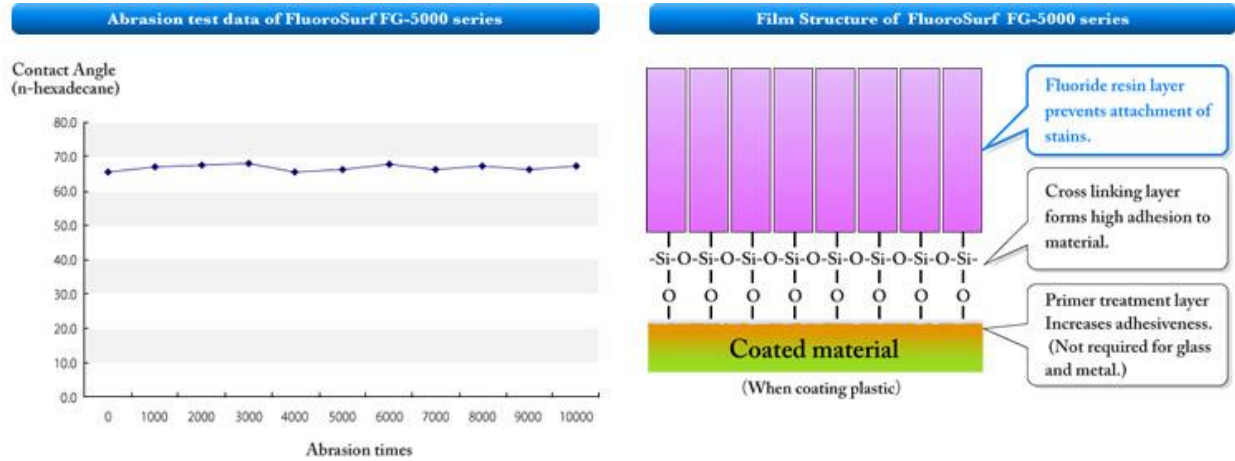 Abrasion test data of FluoroSurf FG-5000 series
Contact Angle
(n-hexadecane)
80.0
70.0
60.0
50.0
40.0
30.0
20.0
10.0
0.0
0 1000 2000 3000 4000 5000 6000 7000 8000 9000 10000
Abrasion times
Film Structure of FluoroSurf FG-5000 series
Fluoride resin layer
prevents attachment of
stains.
Cross linking layer
forms high adhesion to
material.
-Si-O-Si-O-Si-O-Si-O-Si-O-Si-O-Si-O-Si-
O O O O O O O O
Primer treatment layer
Increases adhesiveness.
(Not required for glass
and metal.)
Coated material
(When coating plastic)